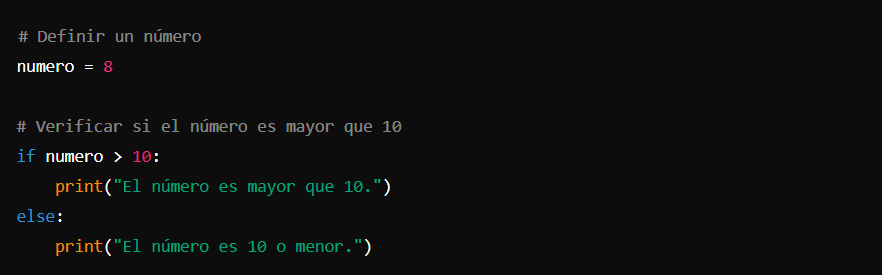 # Definir un número
numero = 8
# Verificar si el número es mayor que 10
if numero > 10:
    print("El número es mayor que 10.")
else:
    print("El número es 10 o menor.")